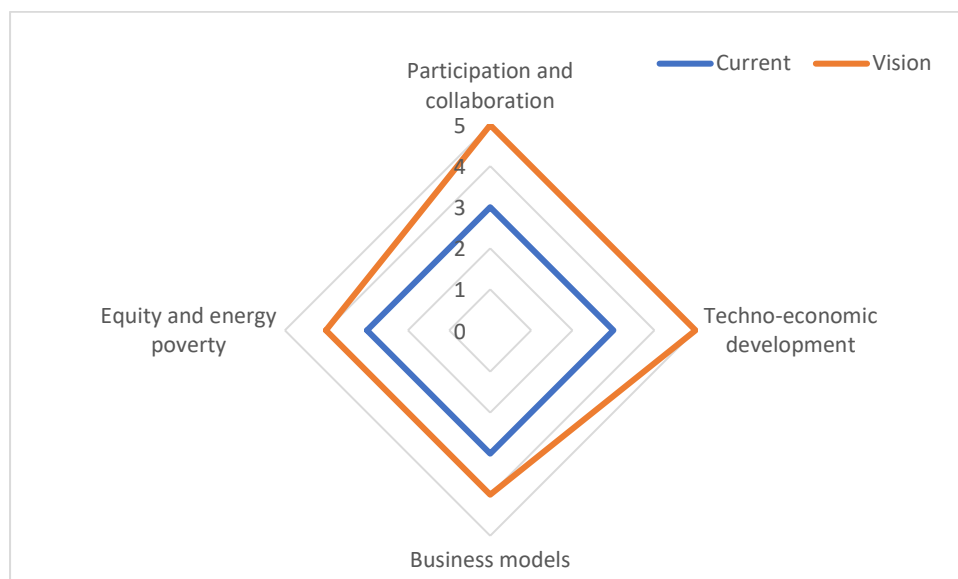 Current Vision
Participation and
collaboration
5
4
3
2
1
0
Equity and energy
poverty
Techno-economic
development
Business models